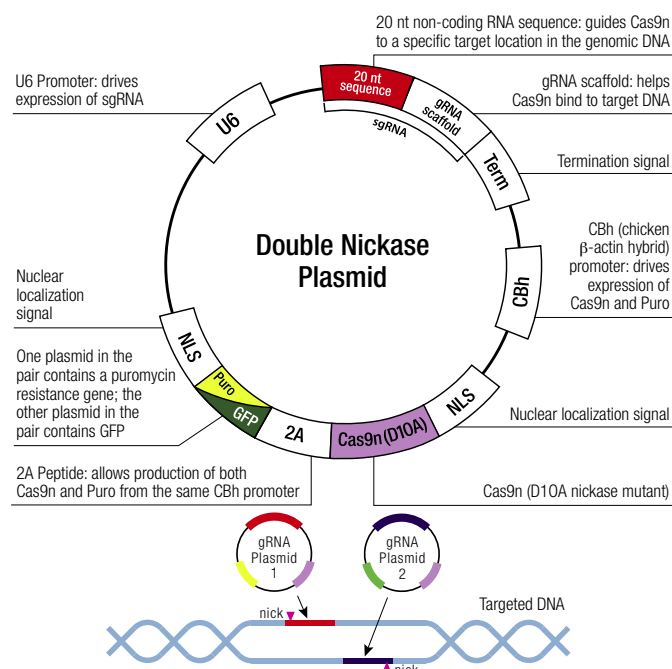 20 nt non-coding RNA sequence: guides Cas9n
to a specific target location in the genomic DNA
U6 Promoter: drives
expression of sgRNA
gRNA scaffold: helps
Cas9n bind to target DNA
20 nt
sequence
gRNA
scaffold
sgRNA
U6
Term
Termination signal
Double Nickase
Plasmid
CBh (chicken
β-actin hybrid)
promoter: drives
expression of
Cas9n and Puro
CBh
Nuclear
localization
signal
NLS
One plasmid in the
pair contains a puromycin
resistance gene; the
other plasmid in the
pair contains GFP
Puro
GFP
2A
Cas9n (D10A)
NLS
Nuclear localization signal
2A Peptide: allows production of both
Cas9n and Puro from the same CBh promoter
Cas9n (D10A nickase mutant)
gRNA
Plasmid
1
gRNA
Plasmid
2
nick
Targeted DNA
nick